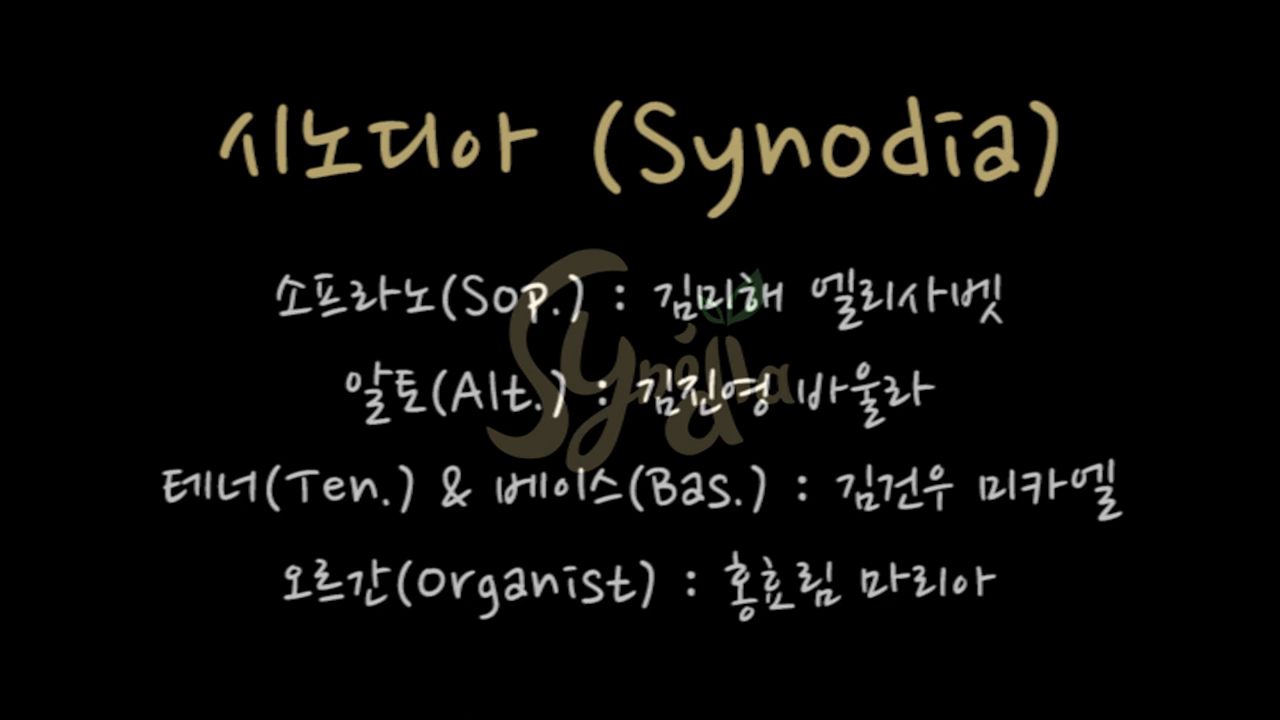 시노디아 (Synodia)
소프라노(Sop.) : 김미해 엘리사벳
알토(Alt.) : 김진영 바울라
테너(Ten.) & 베이스(Bas.) : 김건우 미카엘
오르간(Organist) : 홍효림 마리아